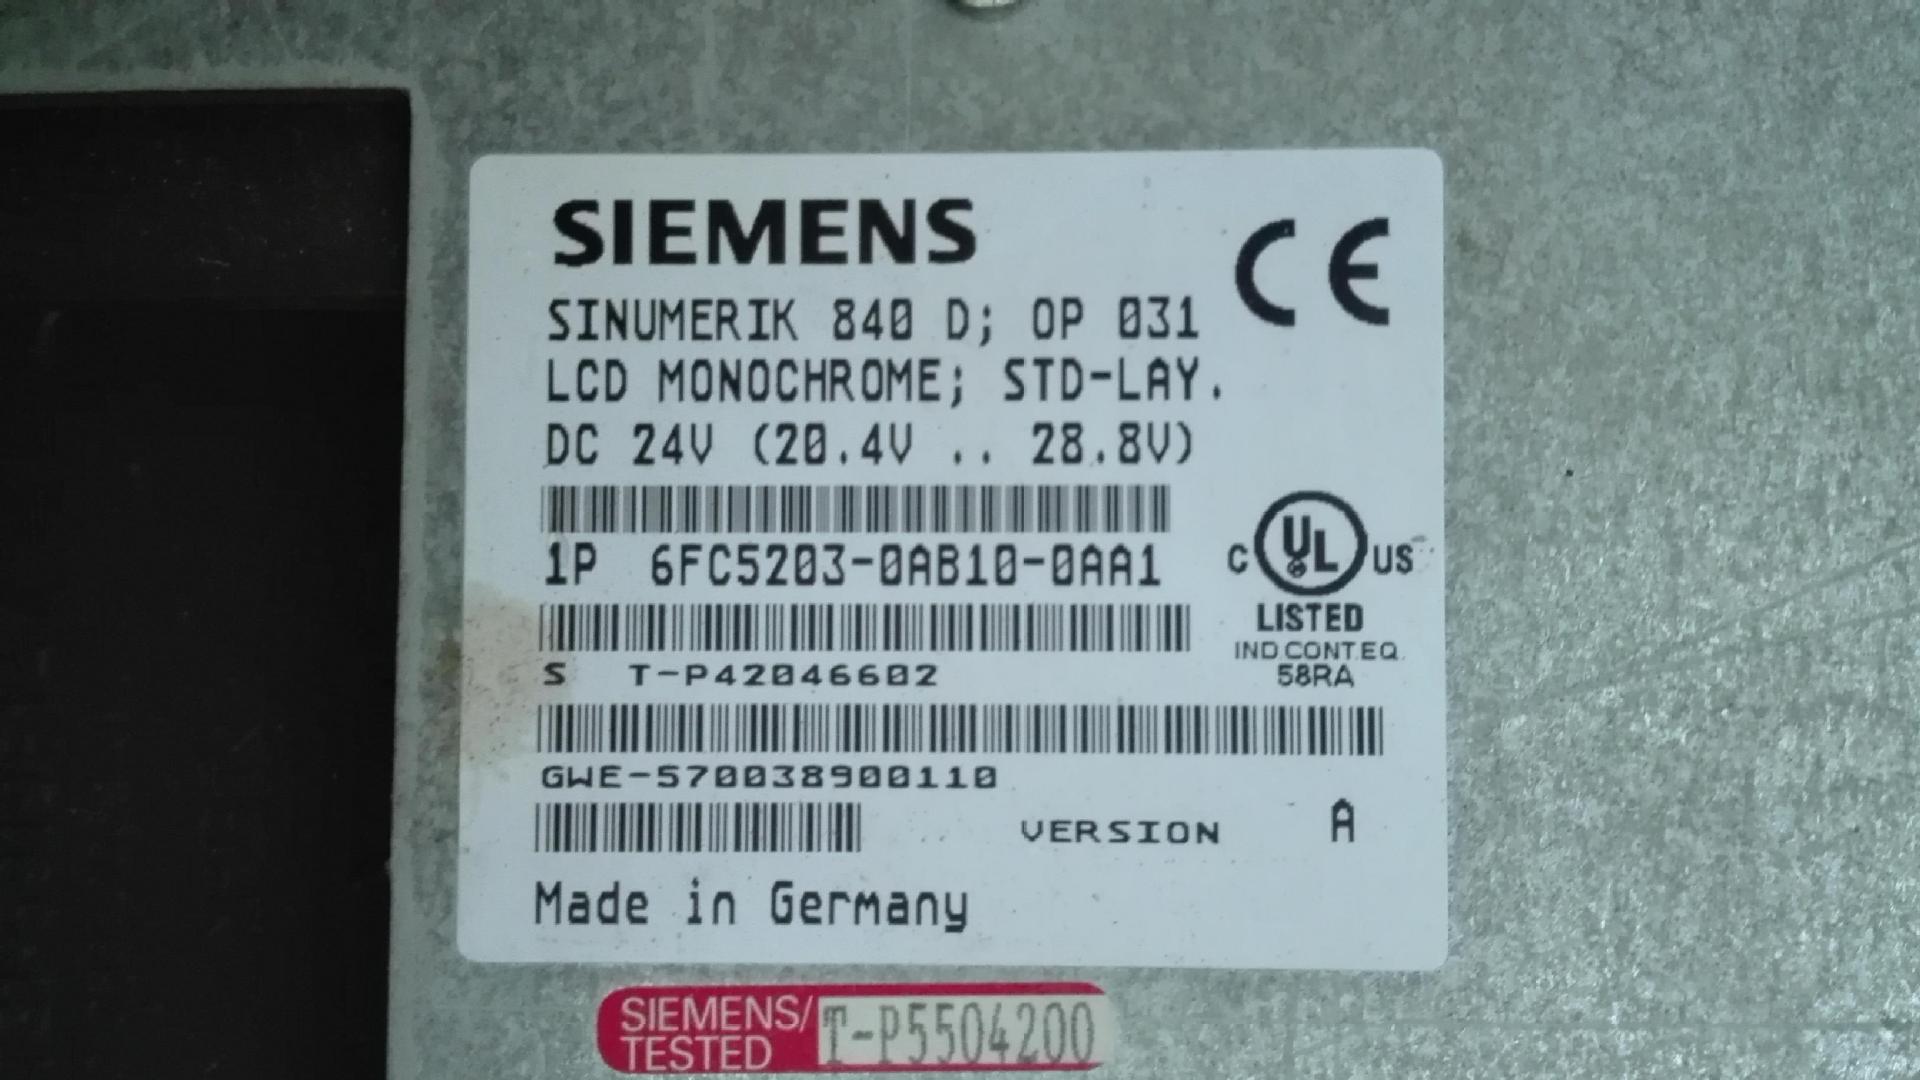 SIEMENS
CE
SINUMERIK 840 D; OP 031
LCD MONOCHROME; STD-LAY.
DC 24V (20.4V .. 28.8V)
1P 6FC5203-0AB10-0AA1
C UL US
LISTED
IND CONT EQ.
58RA
S T-P42046602
GWE-570038900110
VERSION A
Made in Germany
SIEMENS/
TESTED
T-P5504200